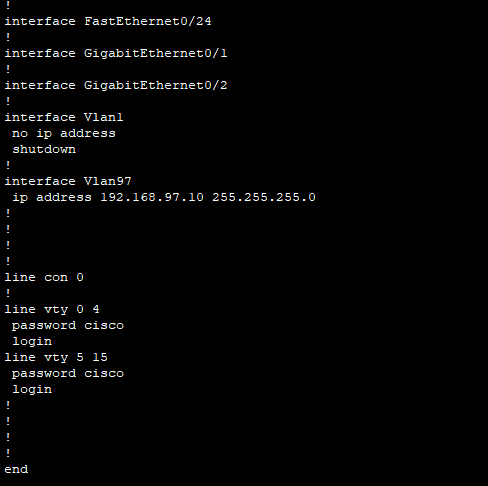 !
interface FastEthernet0/24
!
interface GigabitEthernet0/1
!
interface GigabitEthernet0/2
!
interface Vlan1
 no ip address
 shutdown
!
interface Vlan97
 ip address 192.168.97.10 255.255.255.0
!
!
!
!
line con 0
!
line vty 0 4
 password cisco
 login
line vty 5 15
 password cisco
 login
!
!
!
!
end